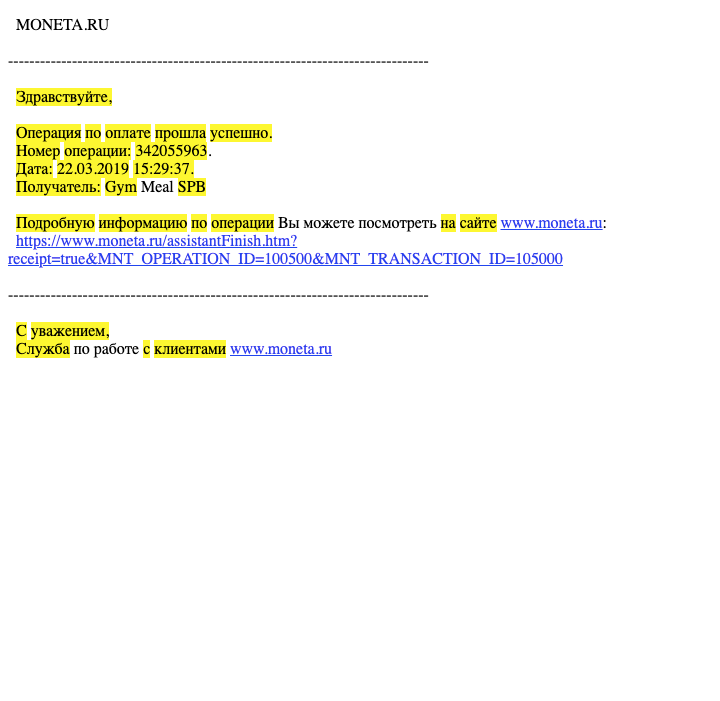 MONETA.RU
--------------------------------------------------------------------------------
Здравствуйте,
Операция по оплате прошла успешно.
Номер операции: 342055963.
Дата: 22.03.2019 15:29:37.
Получатель: Gym Meal SPB
Подробную информацию по операции Вы можете посмотреть на сайте www.moneta.ru:
https://www.moneta.ru/assistantFinish.htm?
receipt=true&MNT_OPERATION_ID=100500&MNT_TRANSACTION_ID=105000
--------------------------------------------------------------------------------
С уважением,
Служба по работе с клиентами www.moneta.ru